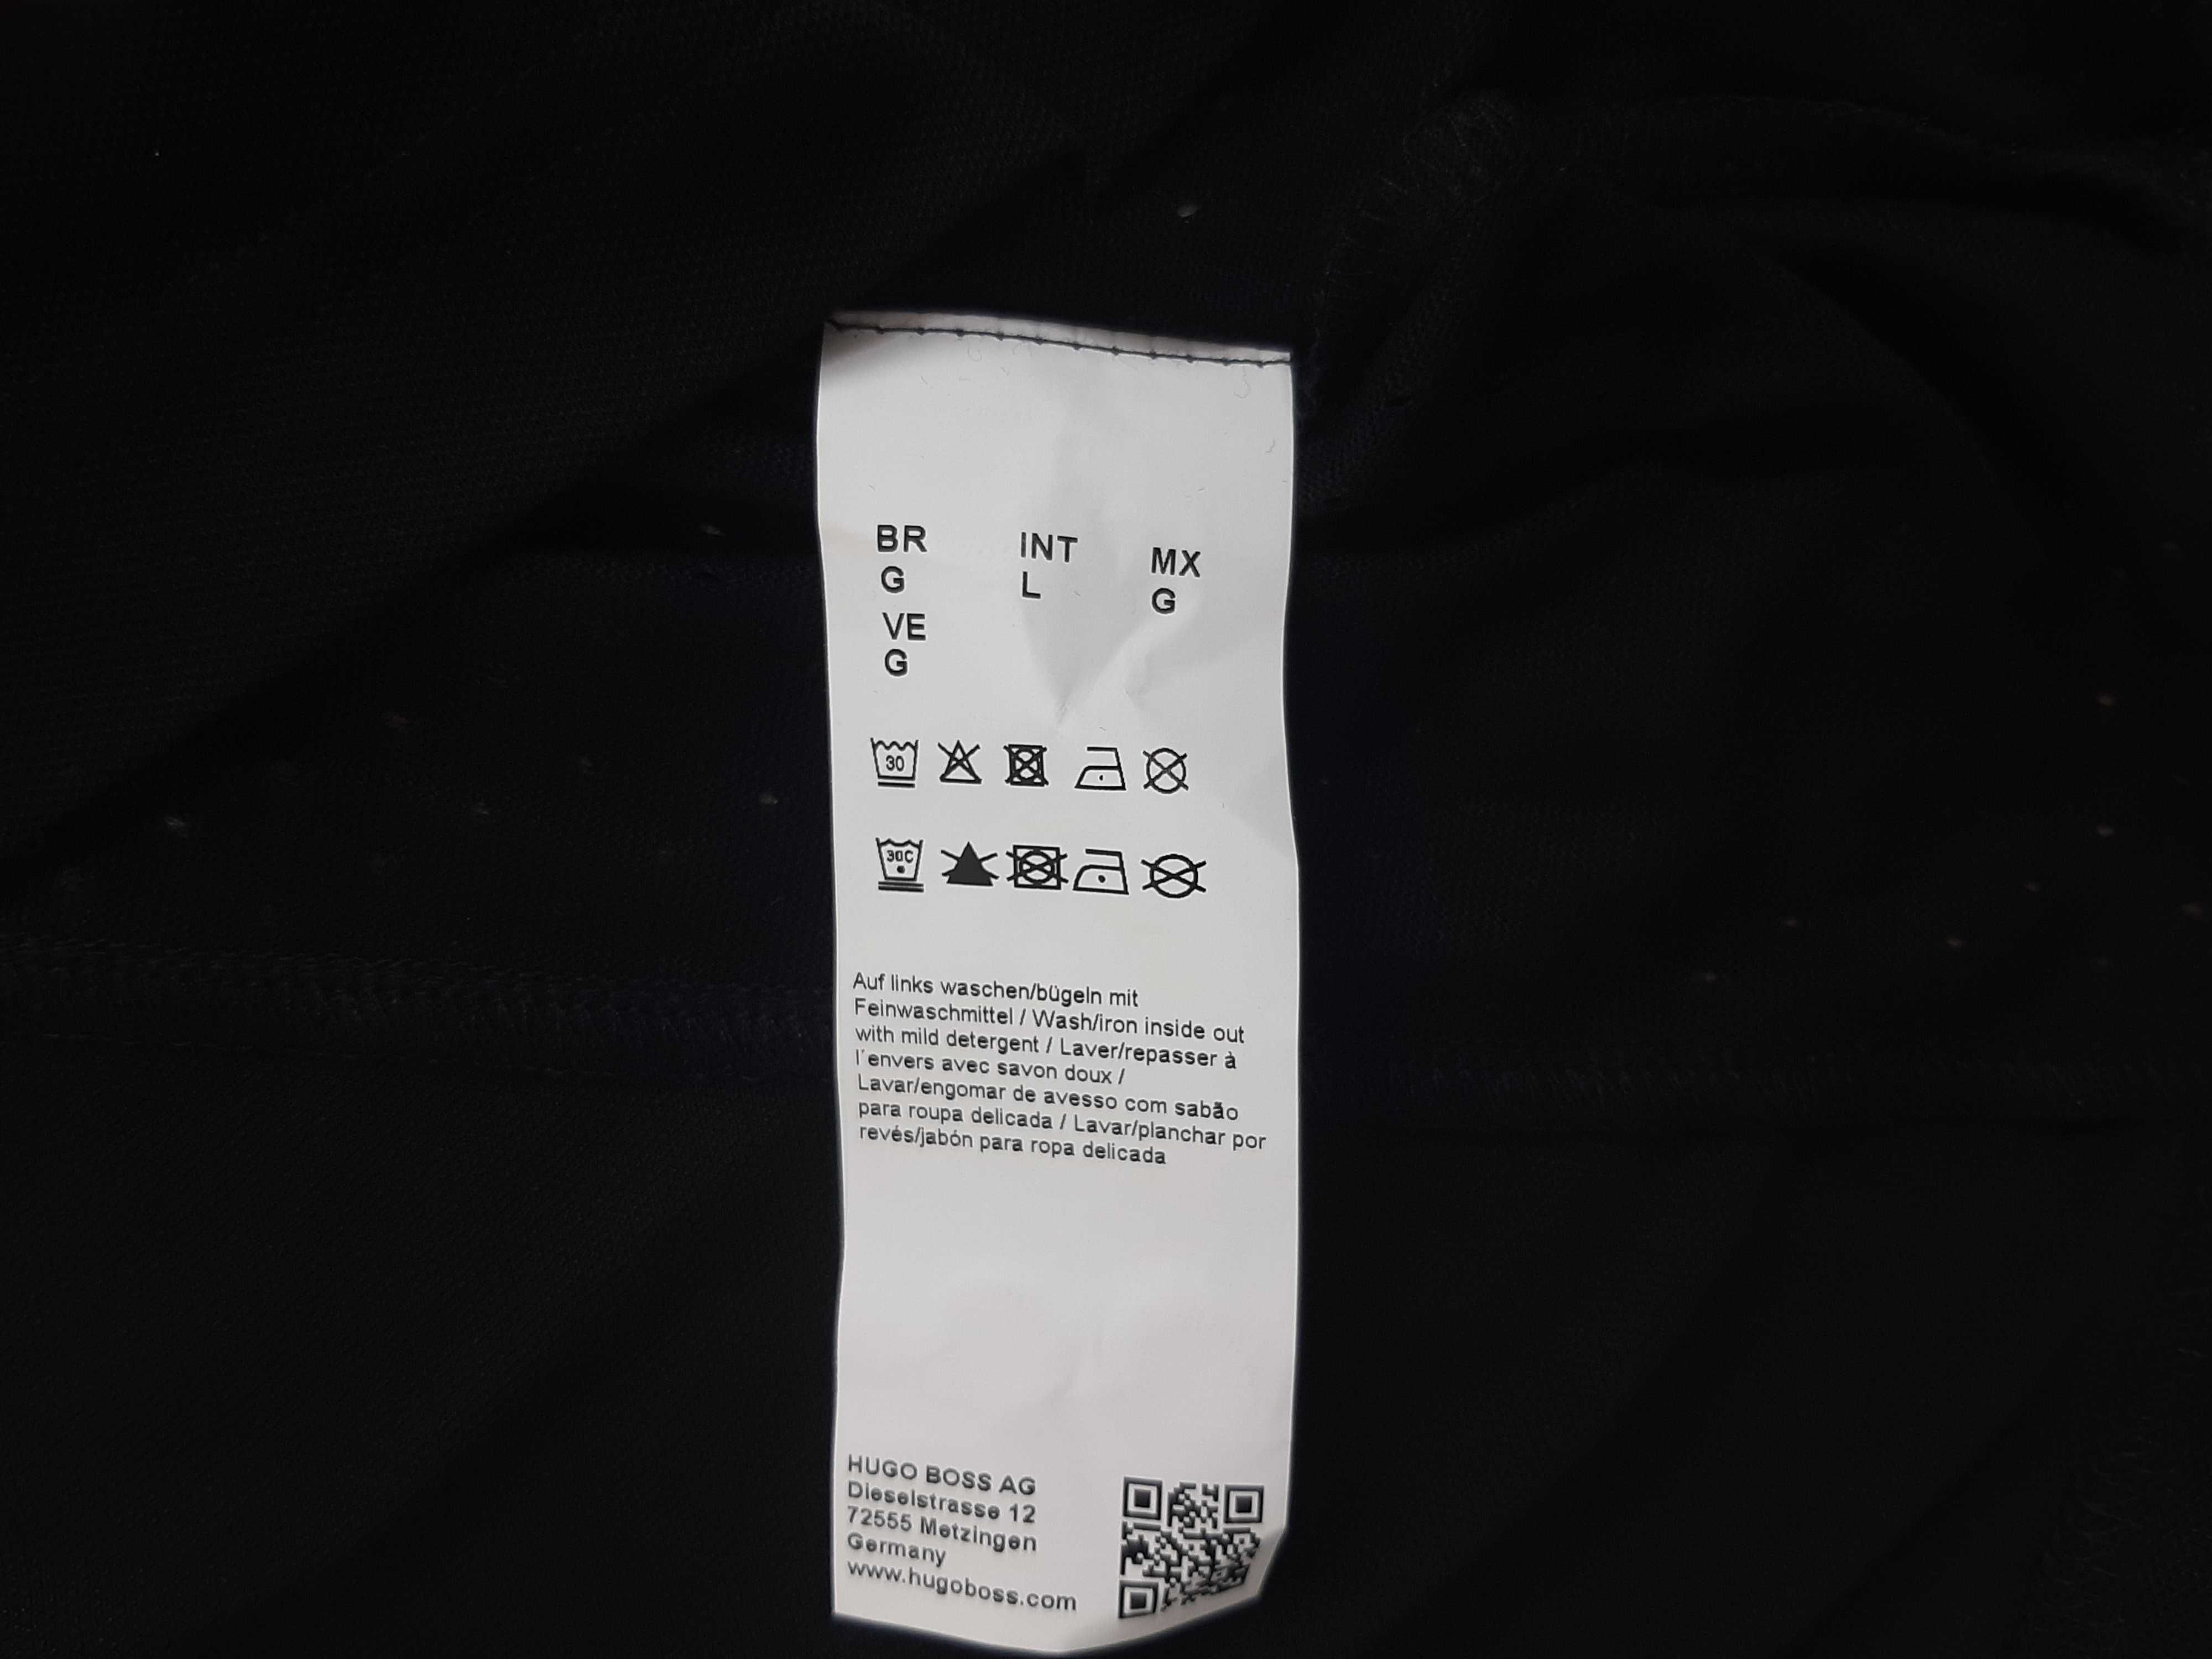 BR INT MX
G L G
VE
G
30
30C
Auf links waschen/bügeln mit
Feinwaschmittel / Wash/iron inside out
with mild detergent / Laver/repasser à
l´envers avec savon doux /
Lavar/engomar de avesso com sabão
para roupa delicada / Lavar/planchar por
revés/jabón para ropa delicada
HUGO BOSS AG
Dieselstrasse 12
72555 Metzingen
Germany
www.hugoboss.com